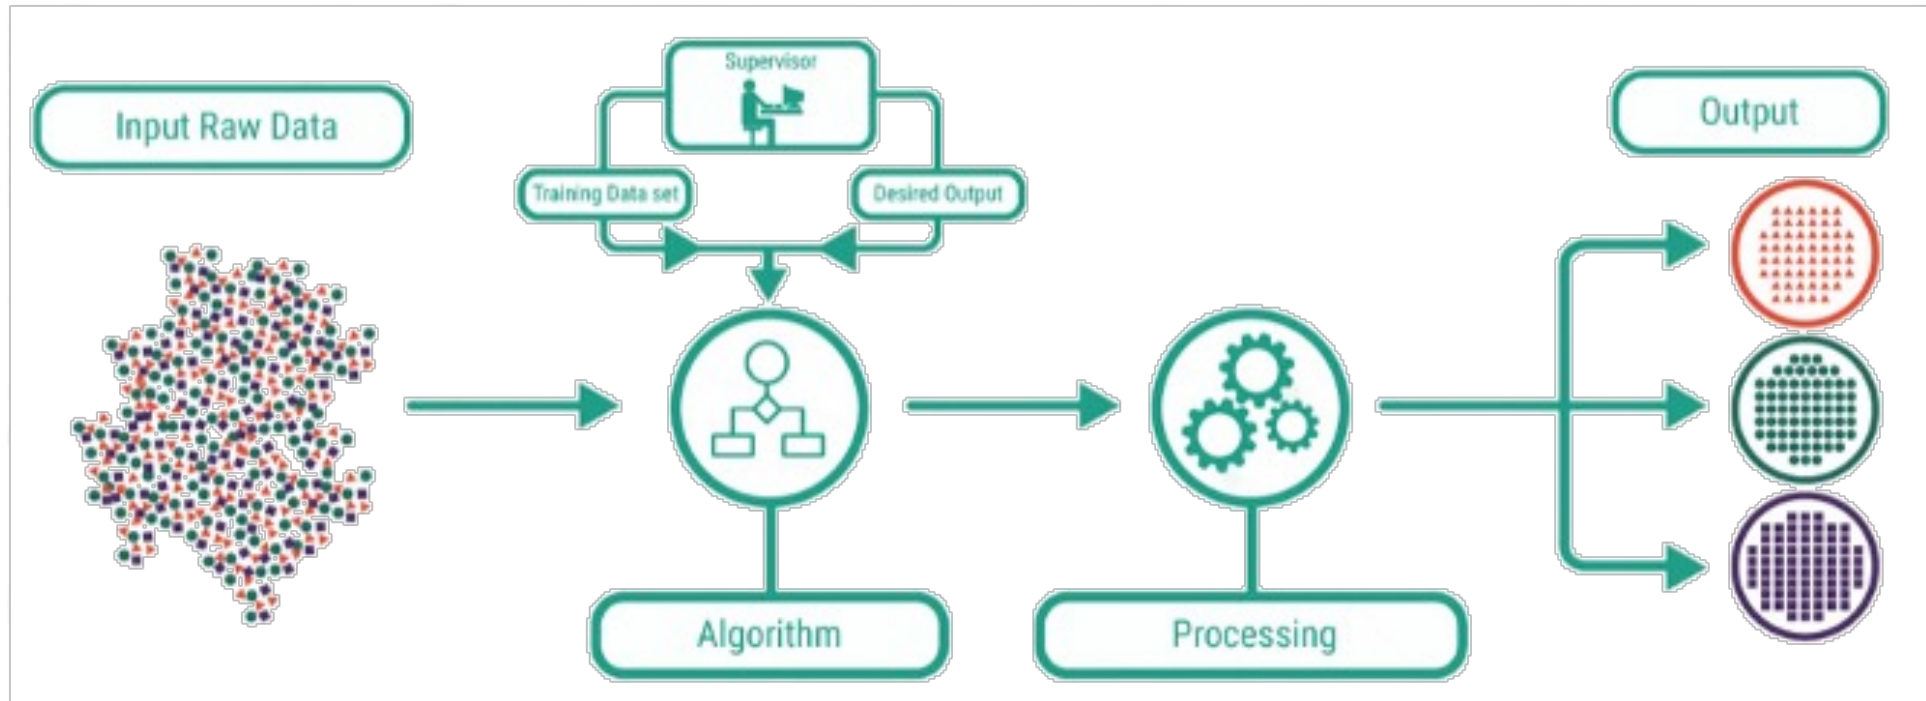 Input Raw Data
Supervisor
Training Data set
Desired Output
Algorithm
Processing
Output